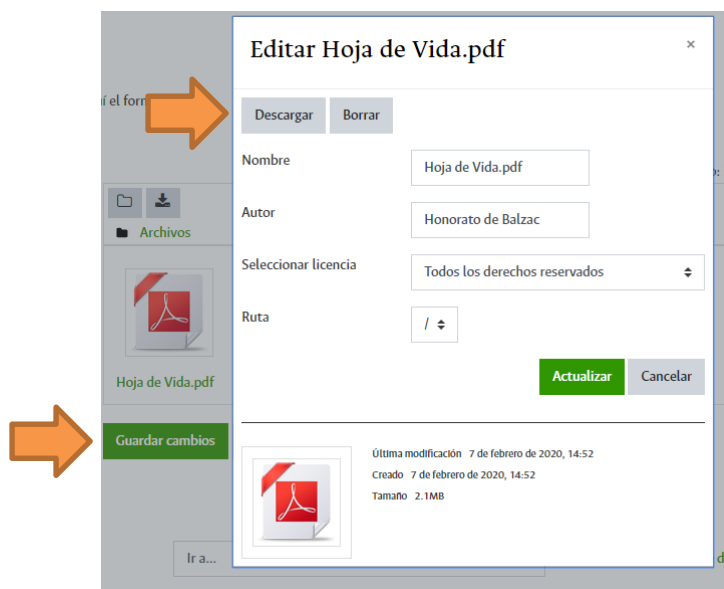 Editar Hoja de Vida.pdf
×
í el for
Descargar Borrar
Nombre Hoja de Vida.pdf
Autor Honorato de Balzac
Archivos
Seleccionar licencia Todos los derechos reservados
Ruta /
Hoja de Vida.pdf
Actualizar Cancelar
Guardar cambios
Última modificación 7 de febrero de 2020, 14:52
Creado 7 de febrero de 2020, 14:52
Tamaño 2.1MB
Ir a...
d